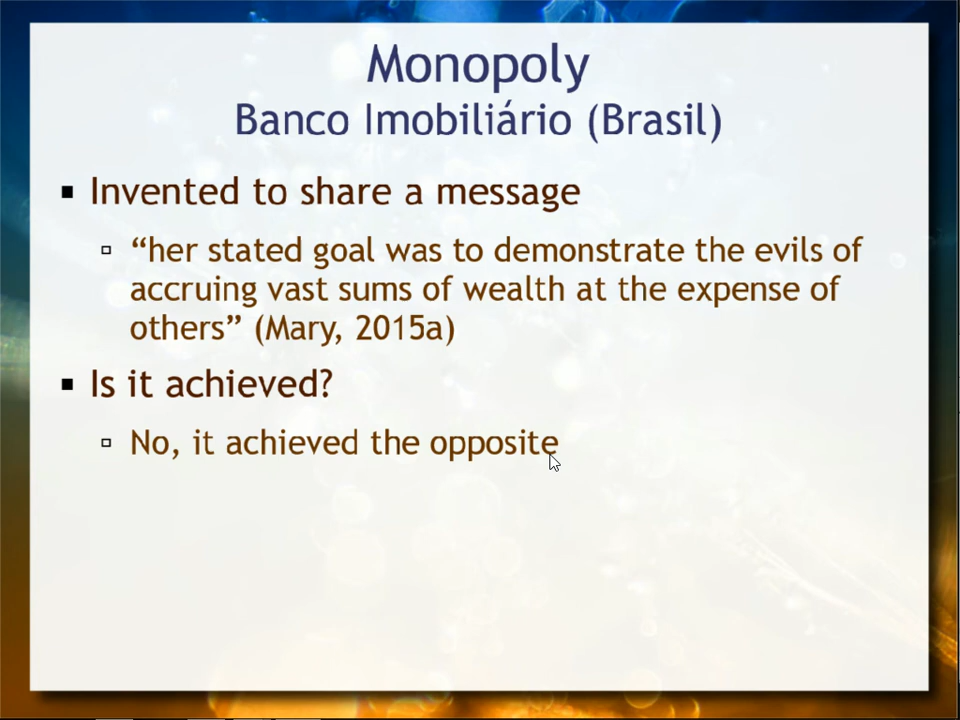 Monopoly
Banco Imobiliário (Brasil)
▪ Invented to share a message
▫ “her stated goal was to demonstrate the evils of
accruing vast sums of wealth at the expense of
others” (Mary, 2015a)
▪ Is it achieved?
▫ No, it achieved the opposite